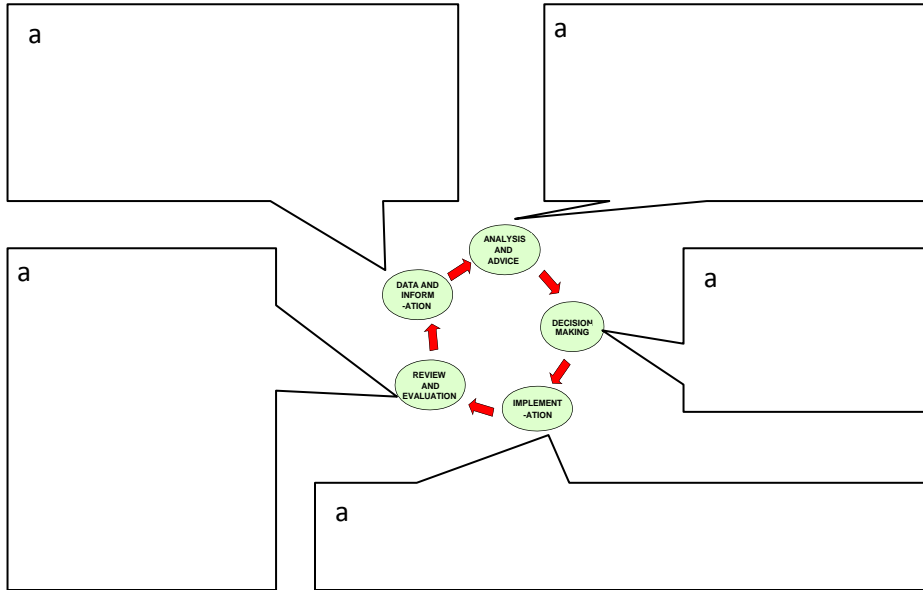 a
a
ANALYSIS
AND
ADVICE
a
DATA AND
INFORM
-ATION
a
DECISION
MAKING
REVIEW
AND
EVALUATION
IMPLEMENT
-ATION
a